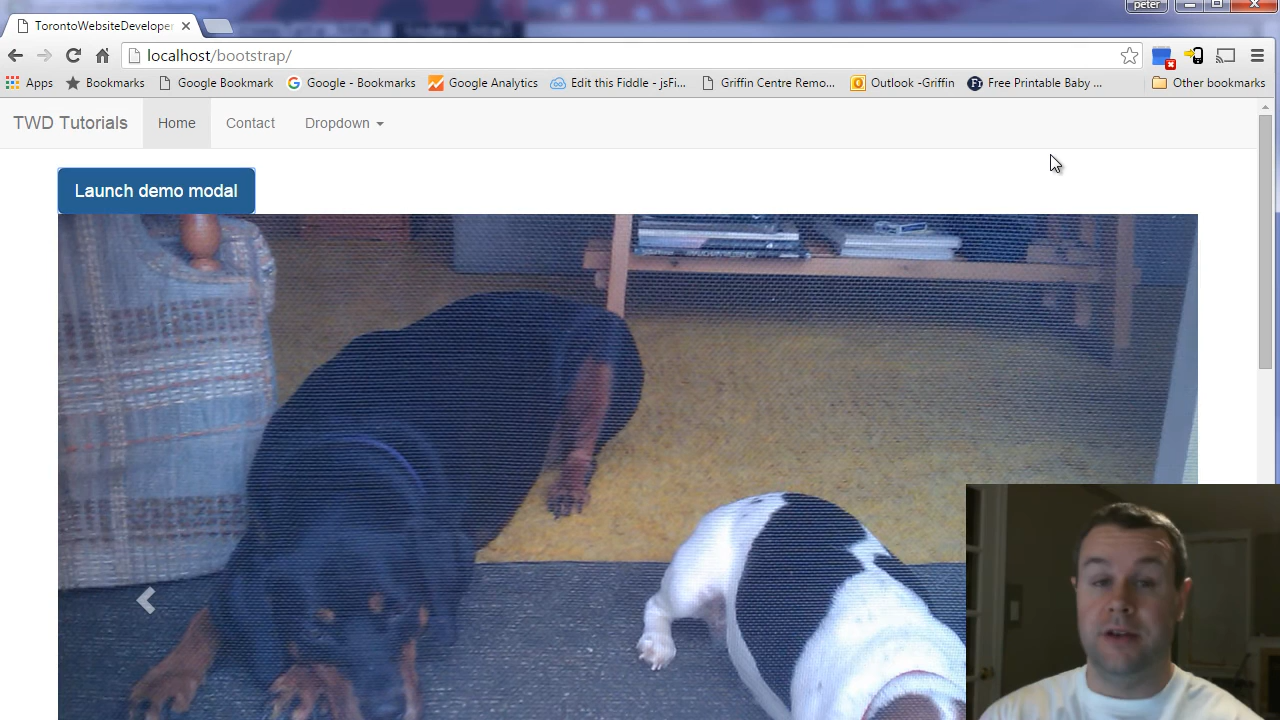 peter
TorontoWebsiteDeveloper
localhost/bootstrap/
Apps Bookmarks Google Bookmark Google - Bookmarks Google Analytics Edit this Fiddle - jsFi... Griffin Centre Remo... Outlook -Griffin Free Printable Baby ... Other bookmarks
TWD Tutorials Home Contact Dropdown
Launch demo modal